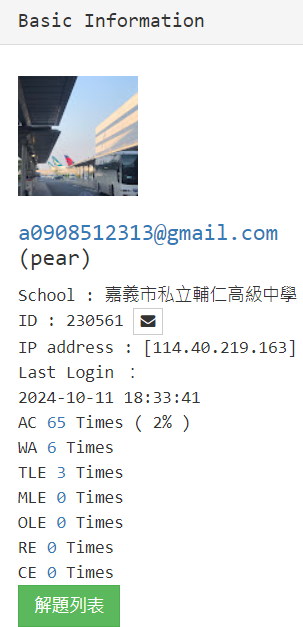 Basic Information
a0908512313@gmail.com
(pear)
School : 嘉義市私立輔仁高級中學
ID : 230561
IP address : [114.40.219.163]
Last Login ：
2024-10-11 18:33:41
AC 65 Times ( 2% )
WA 6 Times
TLE 3 Times
MLE 0 Times
OLE 0 Times
RE 0 Times
CE 0 Times
解題列表